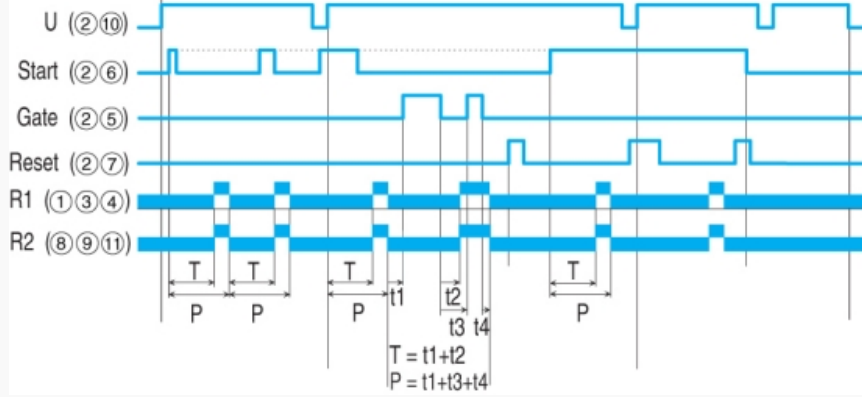 U (②⑩)
Start (②⑥)
Gate (②⑤)
Reset (②⑦)
R1 (①③④)
R2 (⑧⑨⑪)
T T T T
P P P t1 t2 P
t3 t4
T = t1+t2
P = t1+t3+t4